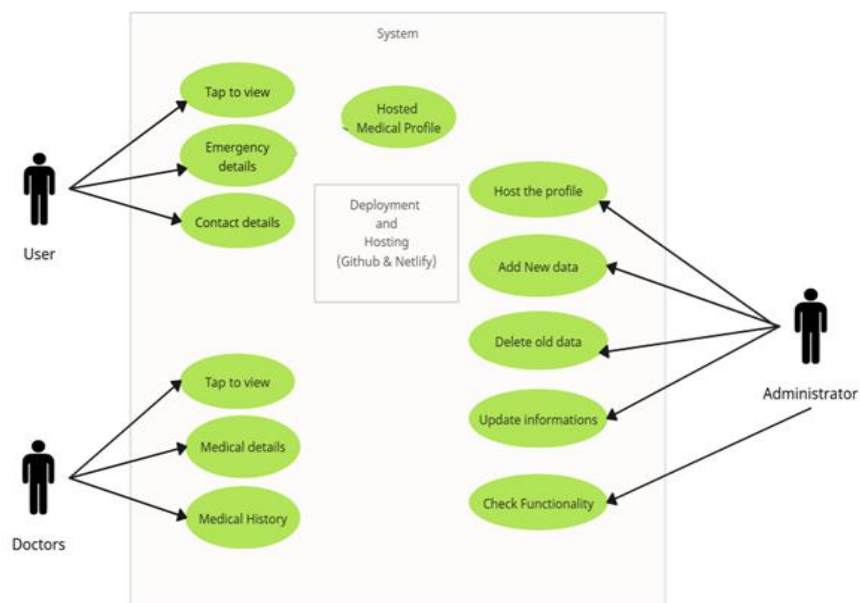 System
Tap to view
Hosted
Medical Profile
Emergency
details
Contact details
User
Deployment
and
Hosting
(Github & Netlify)
Host the profile
Add New data
Delete old data
Update informations
Check Functionality
Administrator
Tap to view
Medical details
Medical History
Doctors